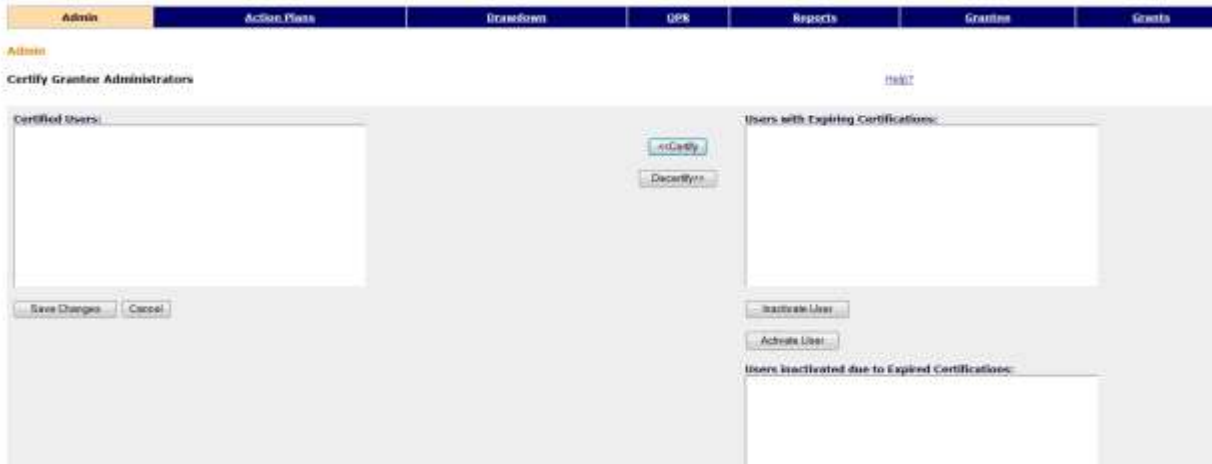 Admin Action Plans Drawdown QPR Reports Grantee Grants
Admin
Certify Grantee Administrators Help?
Certified Users: Users with Expiring Certifications:
<<Certify
Decertify>>
Save Changes Cancel Inactivate User
Activate User
Users inactivated due to Expired Certifications: